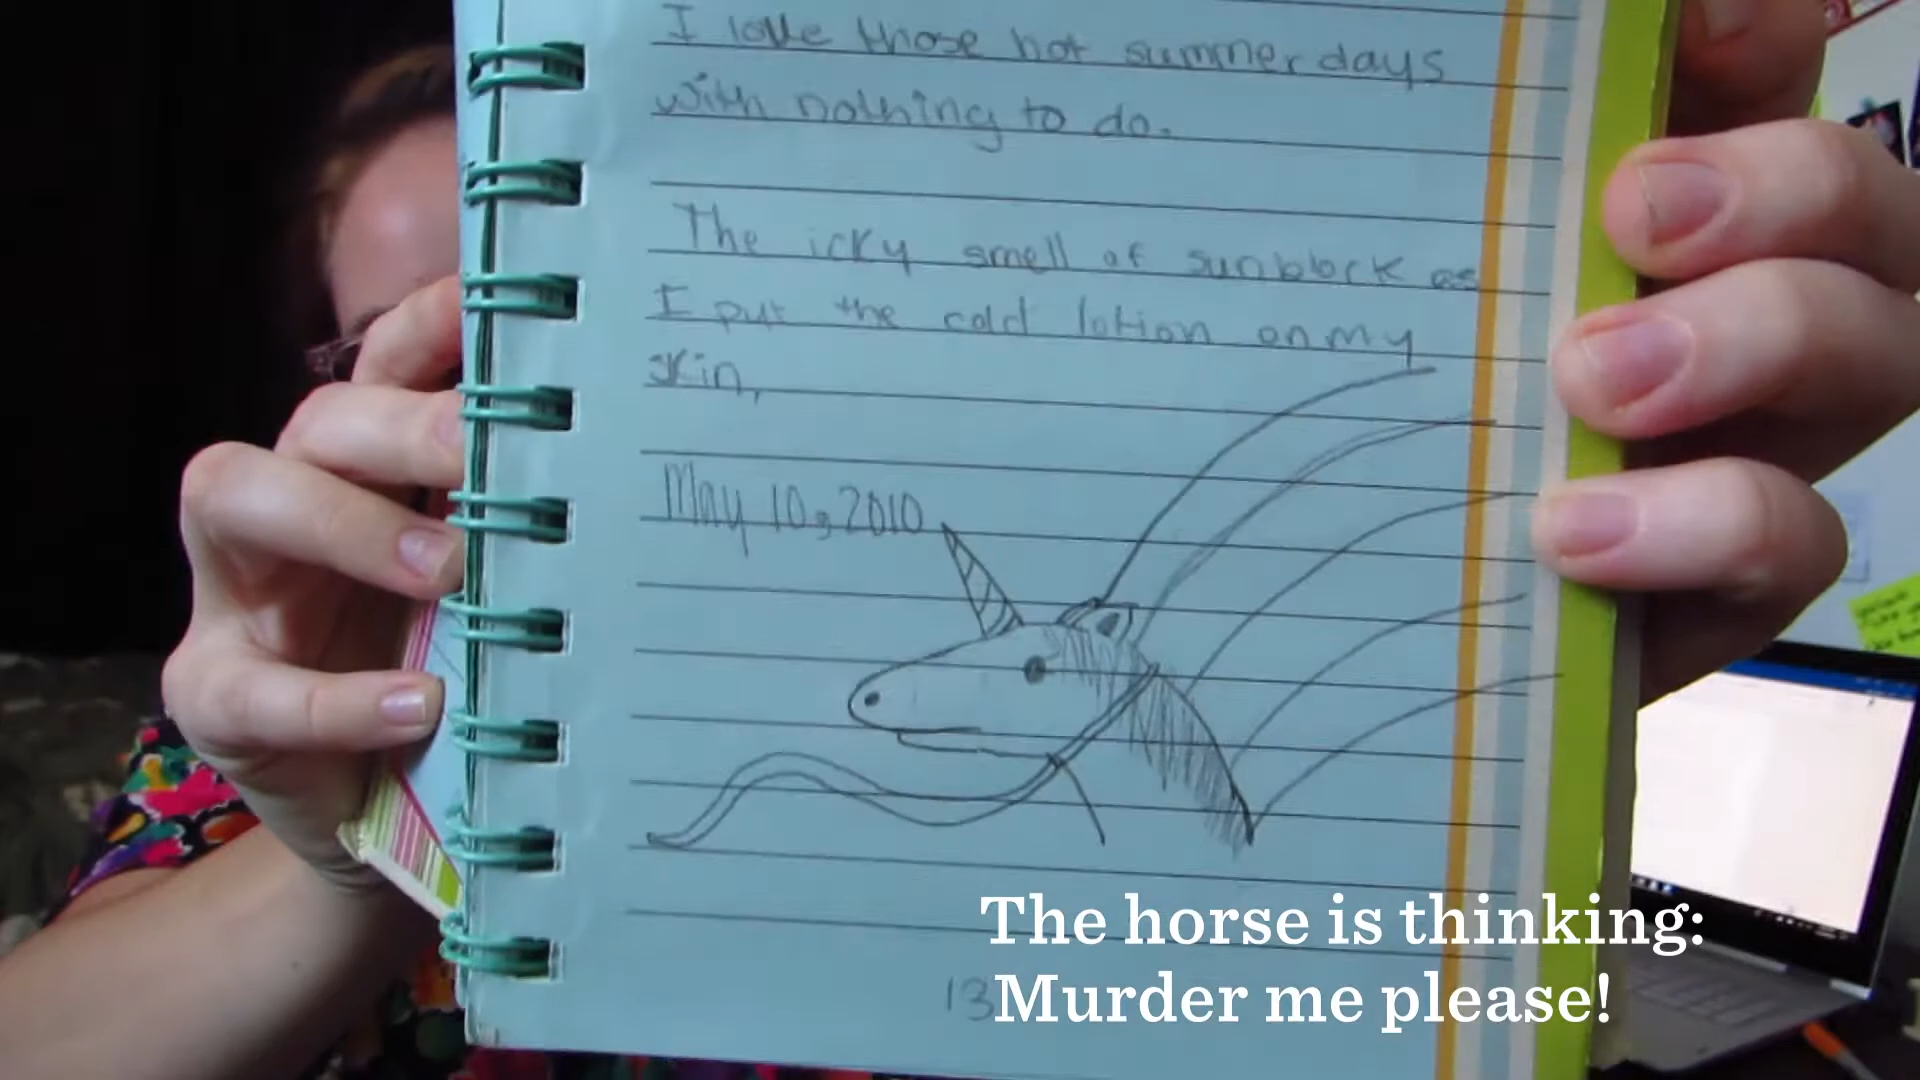 I love those hot summer days
with nothing to do.
The icky smell of sunblock as
I put the cold lotion on my
skin,
May 10, 2010
The horse is thinking:
Murder me please!
13